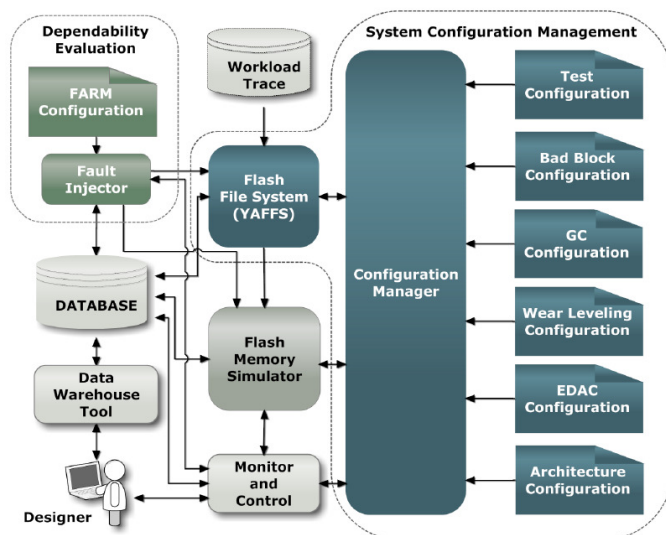 Dependability
Evaluation
FARM
Configuration
Fault
Injector
DATABASE
Data
Warehouse
Tool
Designer
Workload
Trace
Flash
File System
(YAFFS)
Flash
Memory
Simulator
Monitor
and
Control
System Configuration Management
Configuration
Manager
Test
Configuration
Bad Block
Configuration
GC
Configuration
Wear Leveling
Configuration
EDAC
Configuration
Architecture
Configuration